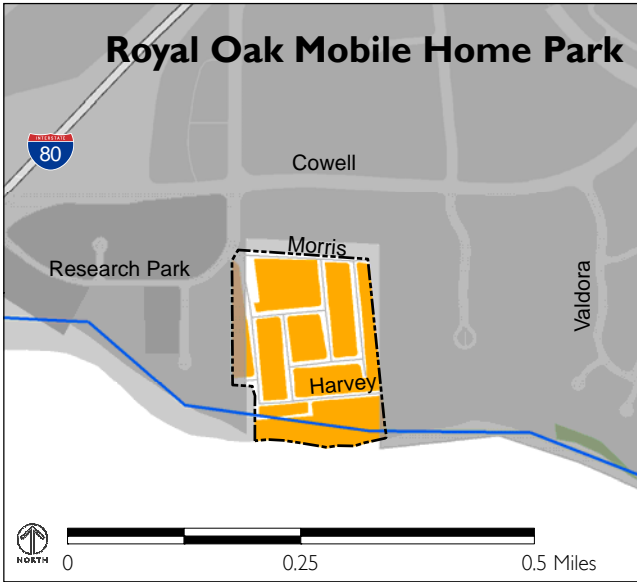 Royal Oak Mobile Home Park
INTERSTATE
80
Cowell
Morris
Research Park
Valdora
Harvey
NORTH
0 0.25 0.5 Miles